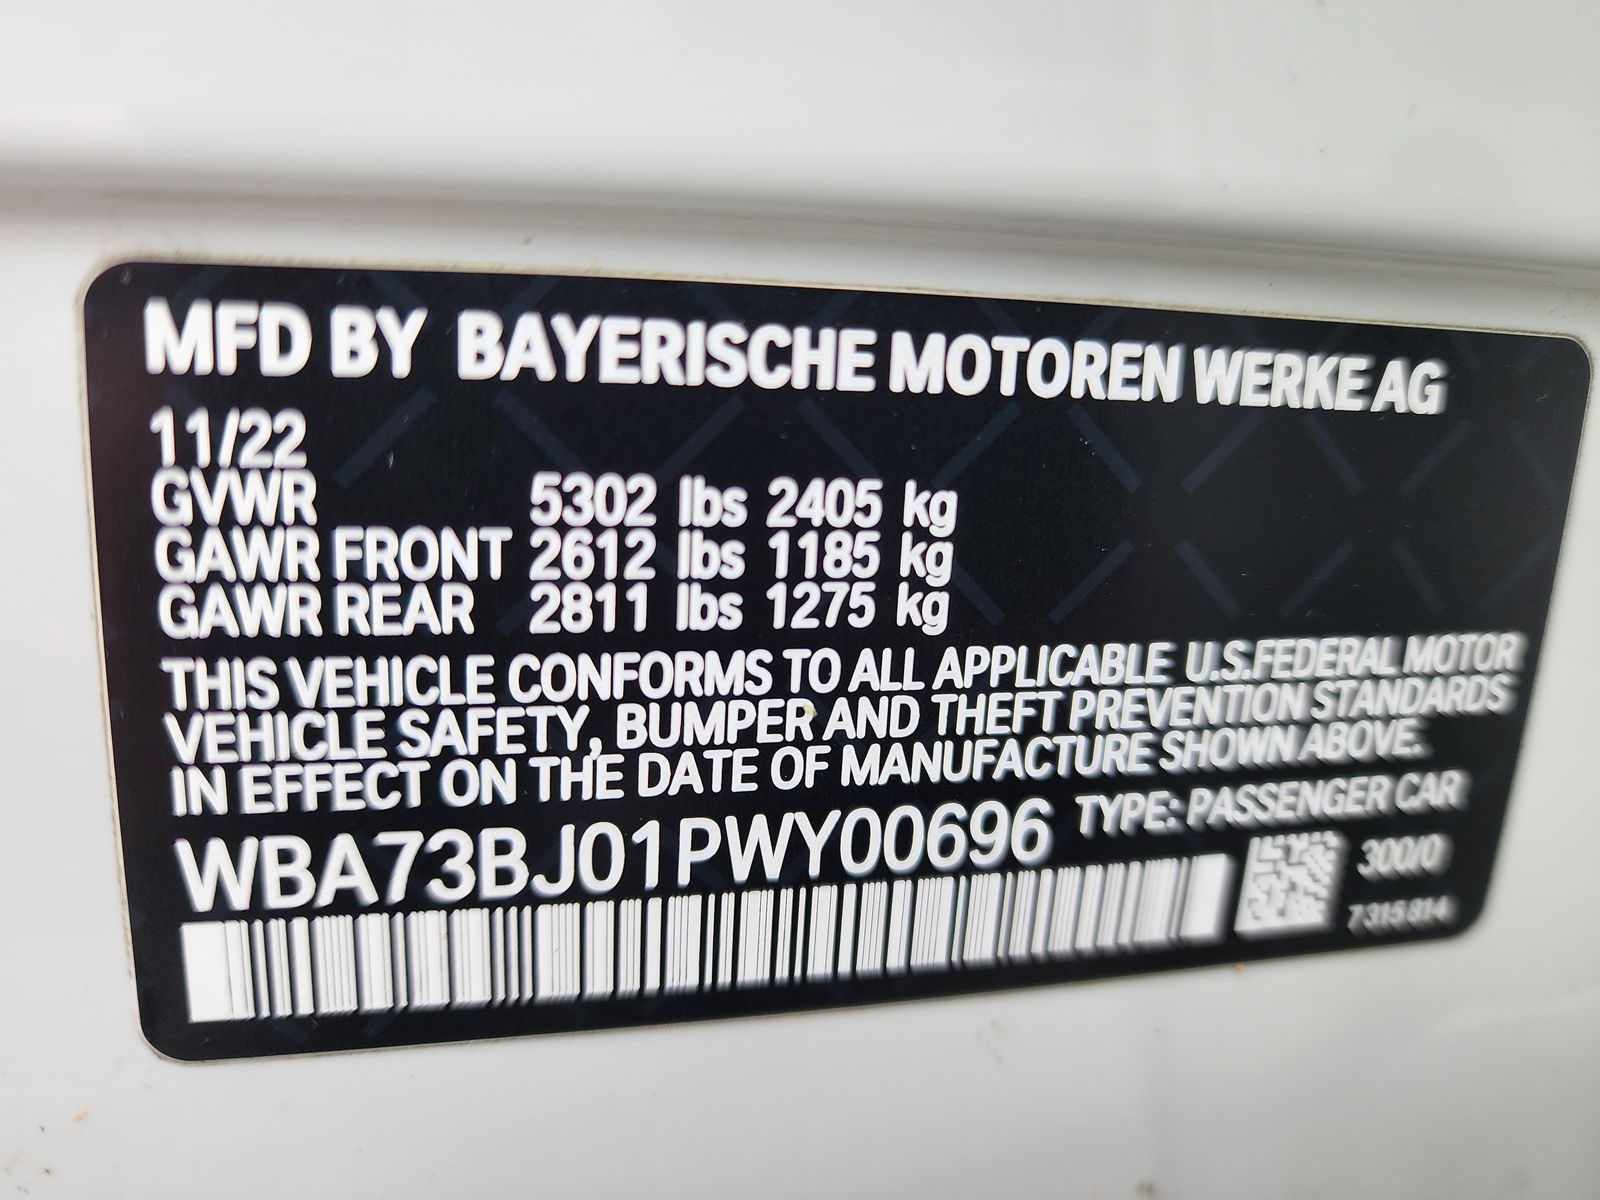 MFD BY BAYERISCHE MOTOREN WERKE AG
11/22
GVWR 5302 lbs 2405 kg
GAWR FRONT 2612 lbs 1185 kg
GAWR REAR 2811 lbs 1275 kg
THIS VEHICLE CONFORMS TO ALL APPLICABLE U.S.FEDERAL MOTOR
VEHICLE SAFETY, BUMPER AND THEFT PREVENTION STANDARDS
IN EFFECT ON THE DATE OF MANUFACTURE SHOWN ABOVE.
WBA73BJ01PWY00696 TYPE: PASSENGER CAR
300/0
7315814